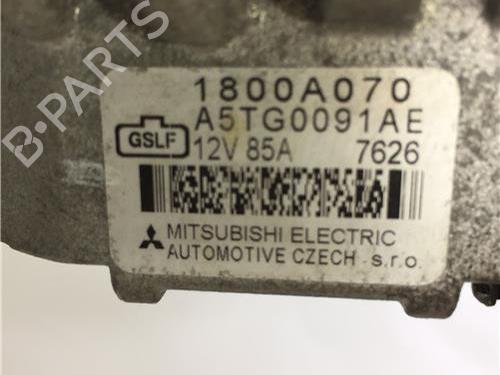 B-PARTS
1800A070
A5TG0091AE
GSLF
12V 85A 7626
MITSUBISHI ELECTRIC
AUTOMOTIVE CZECH s.r.o.